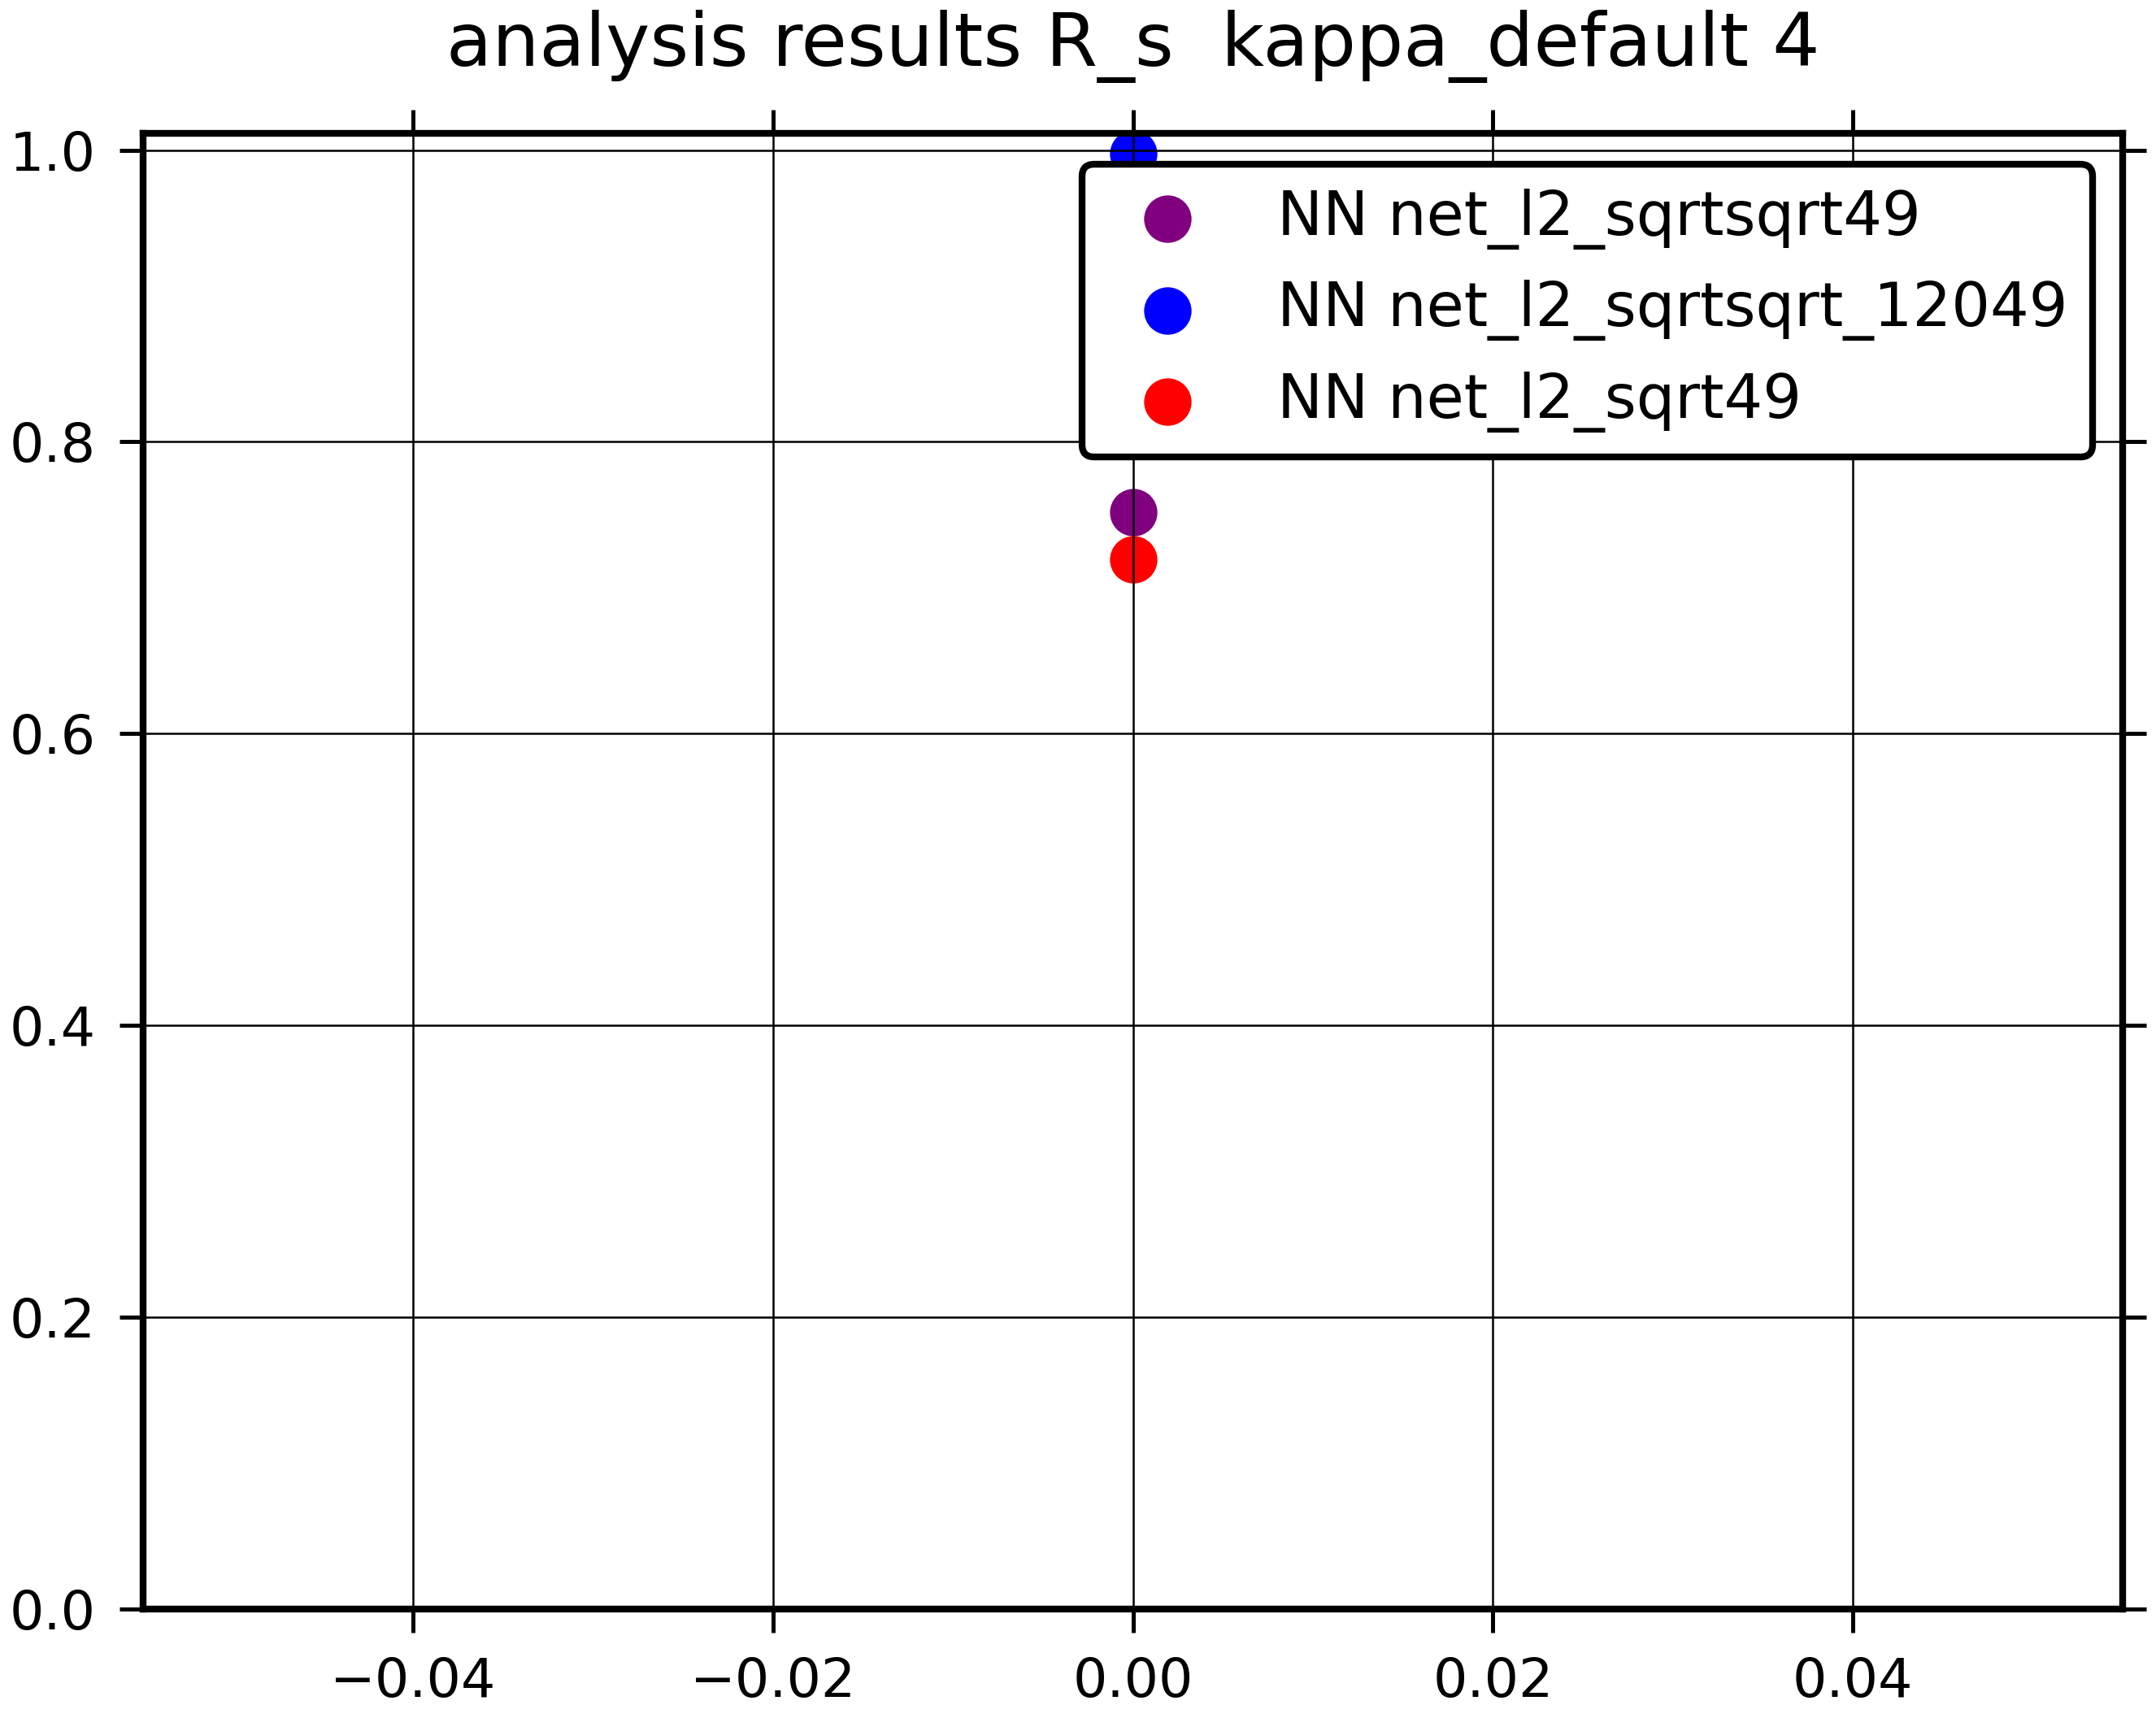 analysis results R_s  kappa_default 4
1.0
NN net_l2_sqrtsqrt49
NN net_l2_sqrtsqrt_12049
NN net_l2_sqrt49
0.8
0.6
0.4
0.2
0.0
−0.04 −0.02 0.00 0.02 0.04